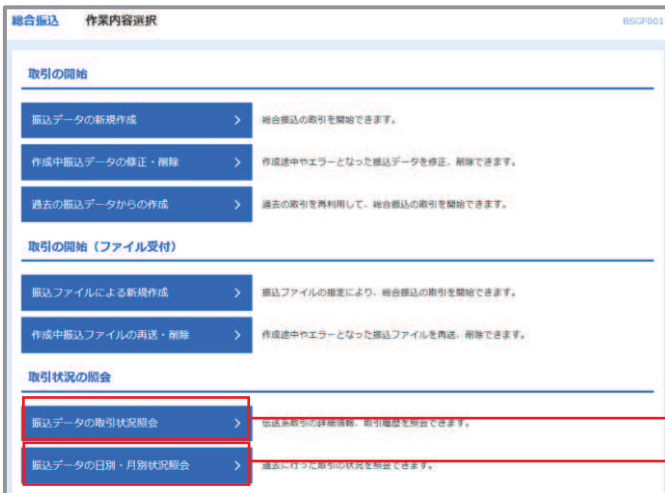 総合振込 作業内容選択 BSGF001
取引の開始
振込データの新規作成 総合振込の取引を開始できます。
作成中振込データの修正・削除 作成途中やエラーとなった振込データを修正、削除できます。
過去の振込データからの作成 過去の取引を再利用して、総合振込の取引を開始できます。
取引の開始（ファイル受付）
振込ファイルによる新規作成 振込ファイルの指定により、総合振込の取引を開始できます。
作成中振込ファイルの再送・削除 作成途中やエラーとなった振込ファイルを再送、削除できます。
取引状況の照会
振込データの取引状況照会 伝送系取引の詳細情報、取引履歴を照会できます。
振込データの日別・月別状況照会 過去に行った取引の状況を照会できます。